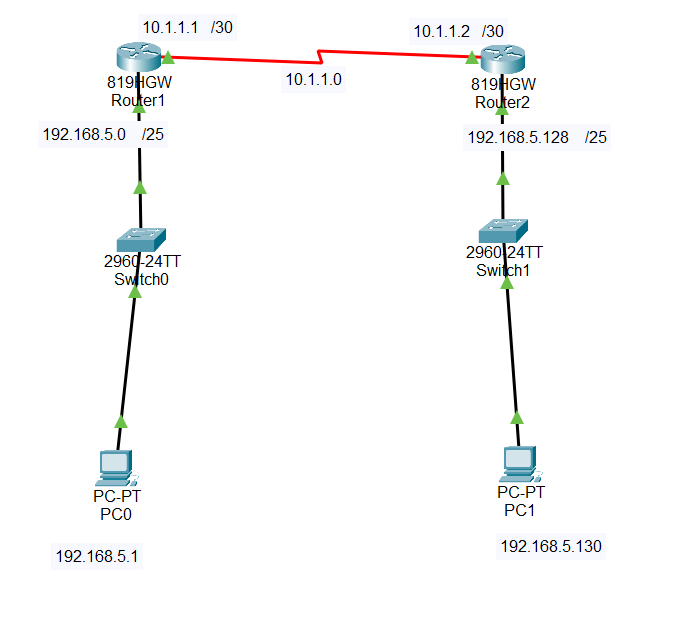 10.1.1.1 /30
10.1.1.2 /30
819HGW
Router1
10.1.1.0
819HGW
Router2
192.168.5.0 /25
192.168.5.128 /25
2960-24TT
Switch0
2960-24TT
Switch1
PC-PT
PC0
PC-PT
PC1
192.168.5.1
192.168.5.130